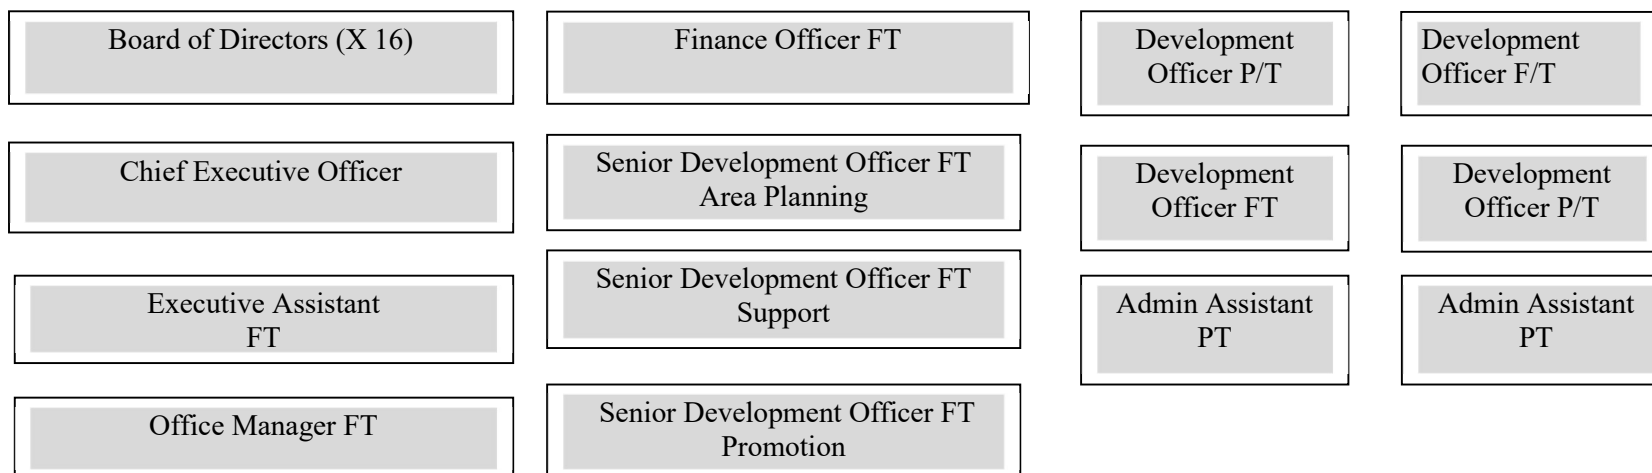 Board of Directors (X 16)
Chief Executive Officer
Executive Assistant
FT
Office Manager FT
Finance Officer FT
Senior Development Officer FT
Area Planning
Senior Development Officer FT
Support
Senior Development Officer FT
Promotion
Development
Officer P/T
Development
Officer FT
Admin Assistant
PT
Development
Officer F/T
Development
Officer P/T
Admin Assistant
PT